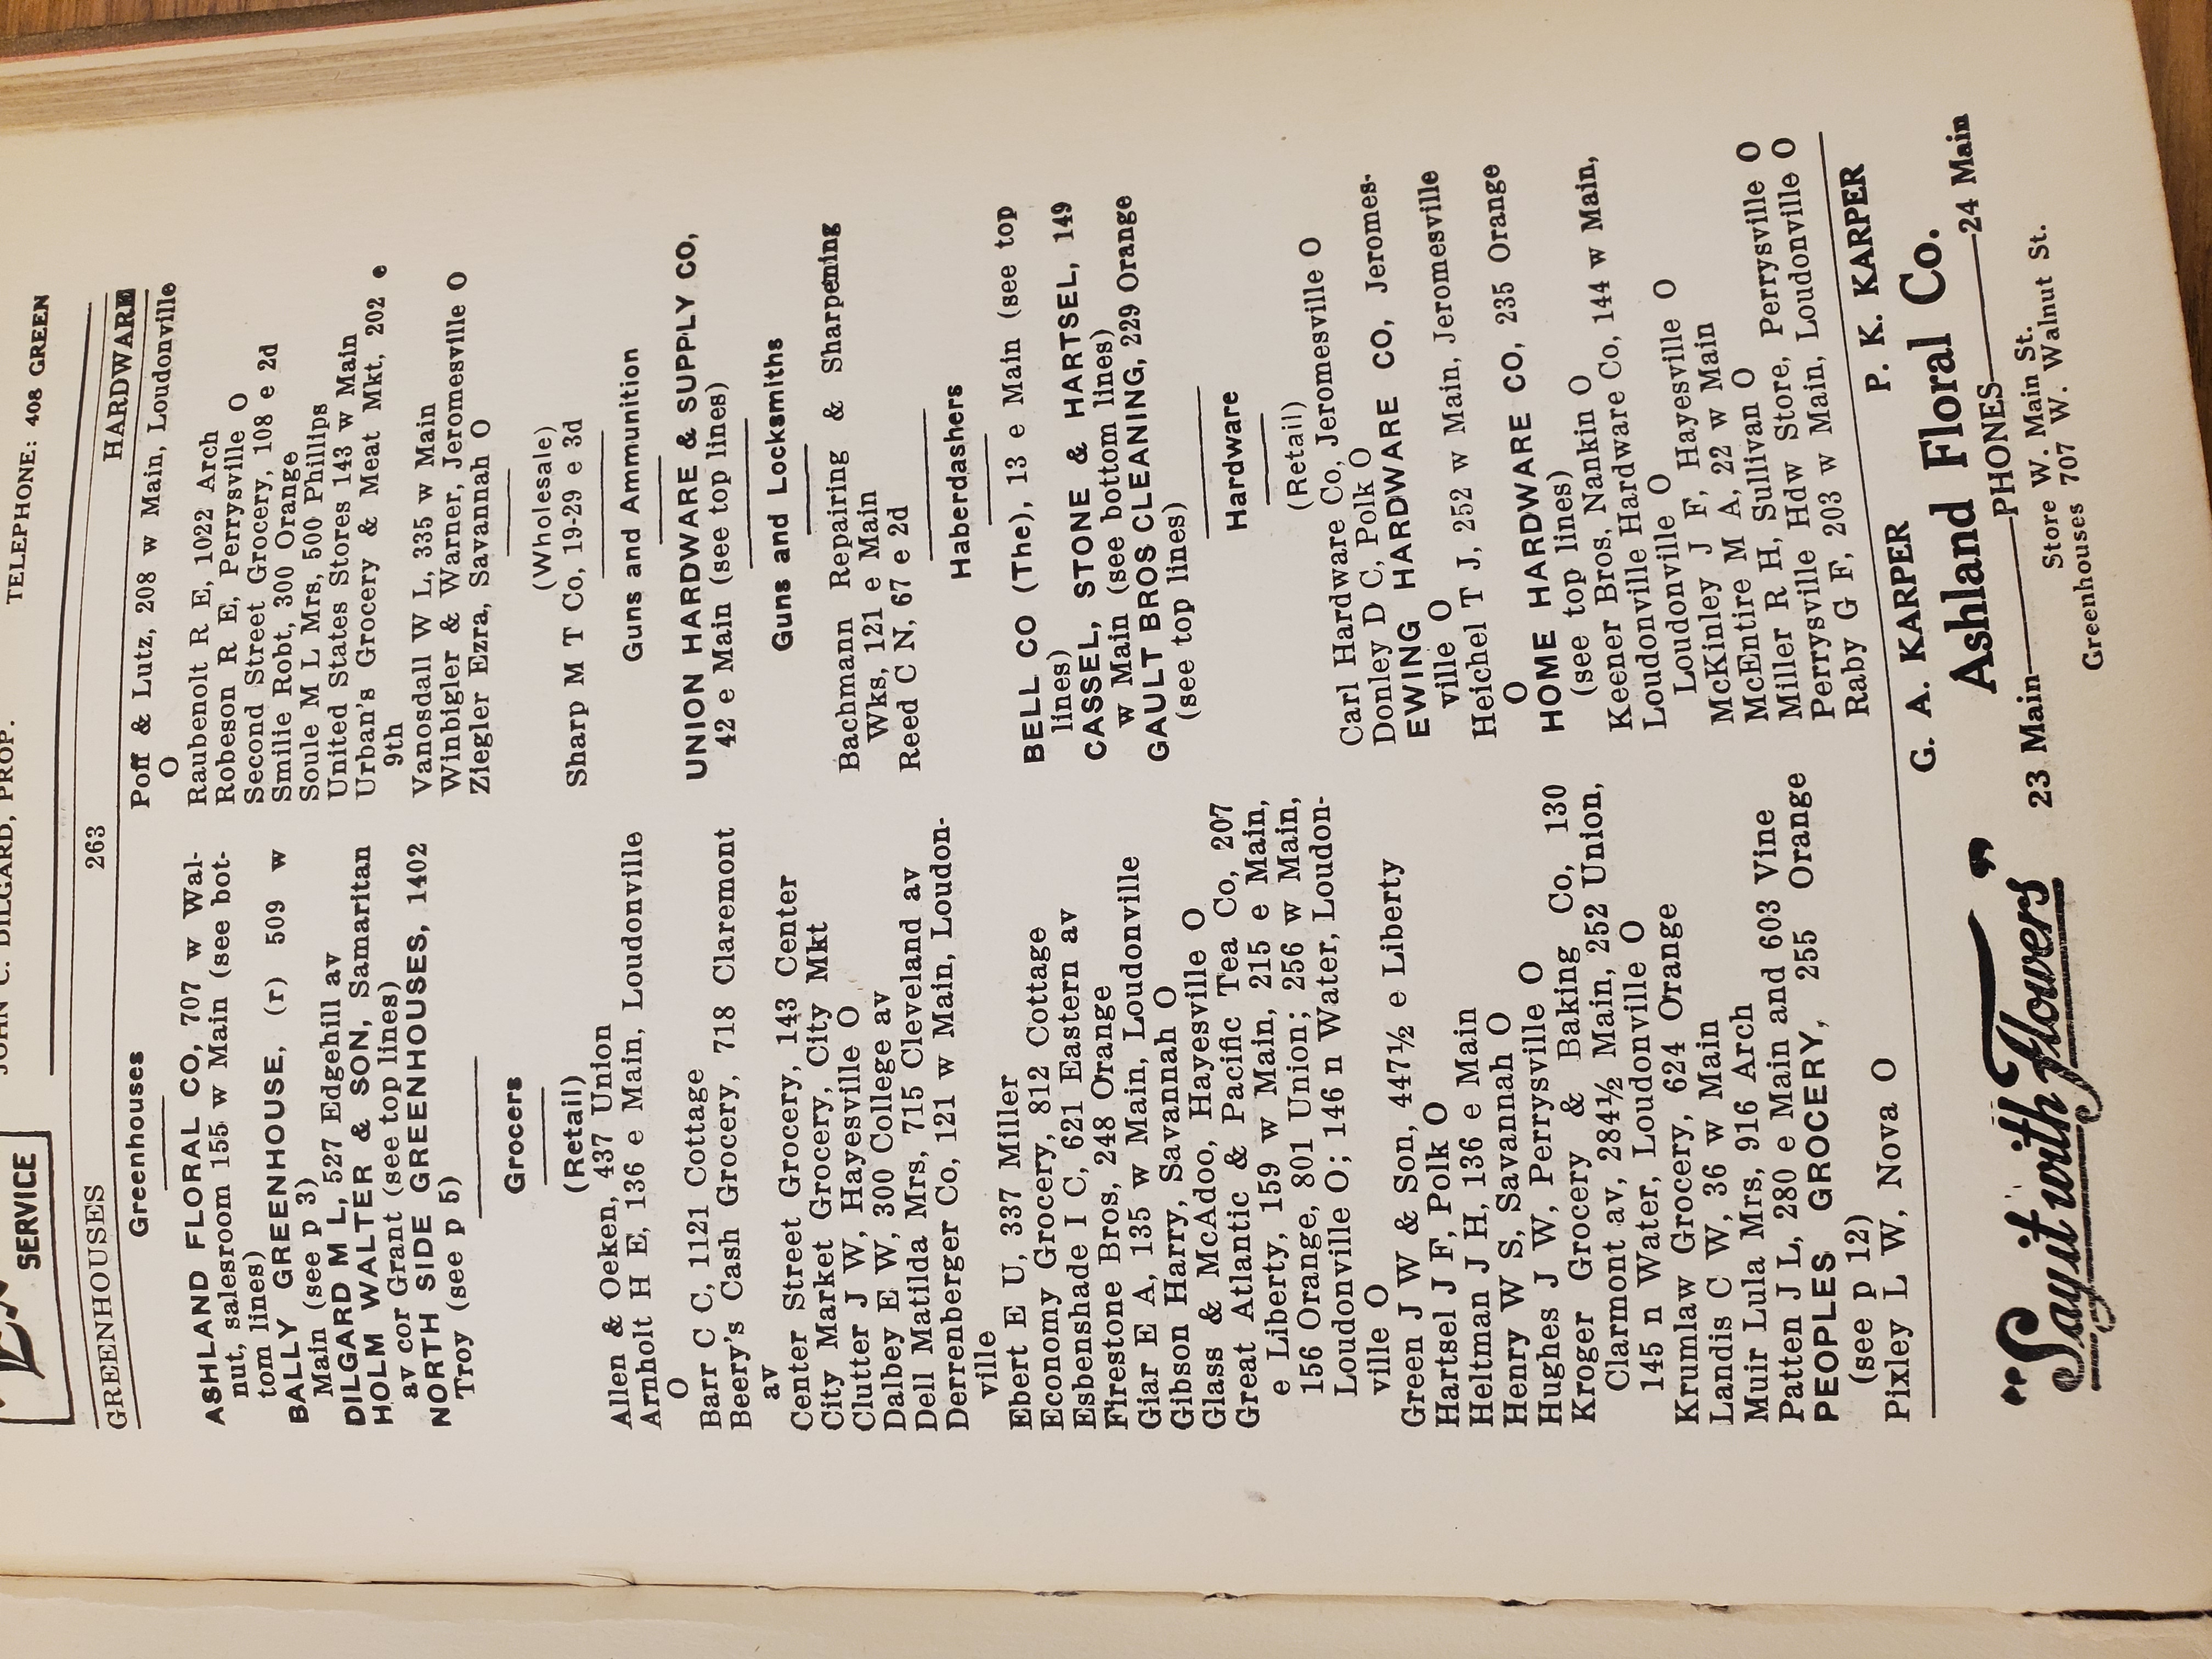 SERVICE
JOHN C. DILGARD, PROP.
TELEPHONE: 408 GREEN
GREENHOUSES 263 HARDWARE
Greenhouses
ASHLAND FLORAL CO, 707 w Wal-
nut, salesroom 155 w Main (see bot-
tom lines)
BALLY GREENHOUSE, (r) 509 w
Main (see p 3)
DILGARD M L, 527 Edgehill av
HOLM WALTER & SON, Samaritan
av cor Grant (see top lines)
NORTH SIDE GREENHOUSES, 1402
Troy (see p 5)
Grocers
(Retail)
Allen & Oeken, 437 Union
Arnholt H E, 136 e Main, Loudonville
O
Barr C C, 1121 Cottage
Beery's Cash Grocery, 718 Claremont
av
Center Street Grocery, 143 Center
City Market Grocery, City Mkt
Clutter J W, Hayesville O
Dalbey E W, 300 College av
Dell Matilda Mrs, 715 Cleveland av
Derrenberger Co, 121 w Main, Loudon-
ville
Ebert E U, 337 Miller
Economy Grocery, 812 Cottage
Esbenshade I C, 621 Eastern av
Firestone Bros, 248 Orange
Giar E A, 135 w Main, Loudonville
Gibson Harry, Savannah O
Glass & McAdoo, Hayesville O
Great Atlantic & Pacific Tea Co, 207
e Liberty, 159 w Main, 215 e Main,
156 Orange, 801 Union; 256 w Main,
Loudonville O; 146 n Water, Loudon-
ville O
Green J W & Son, 447½ e Liberty
Hartsel J F, Polk O
Heltman J H, 136 e Main
Henry W S, Savannah O
Hughes J W, Perrysville O
Kroger Grocery & Baking Co, 130
Clarmont av, 284½ Main, 252 Union,
145 n Water, Loudonville O
Krumlaw Grocery, 624 Orange
Landis C W, 36 w Main
Muir Lula Mrs, 916 Arch
Patten J L, 280 e Main and 603 Vine
PEOPLES GROCERY, 255 Orange
(see p 12)
Pixley L W, Nova O
Poff & Lutz, 208 w Main, Loudonville
O
Raubenolt R E, 1022 Arch
Robeson R E, Perrysville O
Second Street Grocery, 108 e 2d
Smilie Robt, 300 Orange
Soule M L Mrs, 500 Phillips
United States Stores 143 w Main
Urban's Grocery & Meat Mkt, 202 e
9th
Vanosdall W L, 335 w Main
Winbigler & Warner, Jeromesville O
Ziegler Ezra, Savannah O
(Wholesale)
Sharp M T Co, 19-29 e 3d
Guns and Ammunition
UNION HARDWARE & SUPPLY CO,
42 e Main (see top lines)
Guns and Locksmiths
Bachmann Repairing & Sharpening
Wks, 121 e Main
Reed C N, 67 e 2d
Haberdashers
BELL CO (The), 13 e Main (see top
lines)
CASSEL, STONE & HARTSEL, 149
w Main (see bottom lines)
GAULT BROS CLEANING, 229 Orange
(see top lines)
Hardware
(Retail)
Carl Hardware Co, Jeromesville O
Donley D C, Polk O
EWING HARDWARE CO, Jeromes-
ville O
Heichel T J, 252 w Main, Jeromesville
O
HOME HARDWARE CO, 235 Orange
(see top lines)
Keener Bros, Nankin O
Loudonville Hardware Co, 144 w Main,
Loudonville O
McKinley J F, Hayesville O
McEntire M A, 22 w Main
Miller R H, Sullivan O
Perrysville Hdw Store, Perrysville O
Raby G F, 203 w Main, Loudonville O
"Say it with Flowers"
G. A. KARPER P. K. KARPER
Ashland Floral Co.
23 Main—PHONES—24 Main
Store W. Main St.
Greenhouses 707 W. Walnut St.